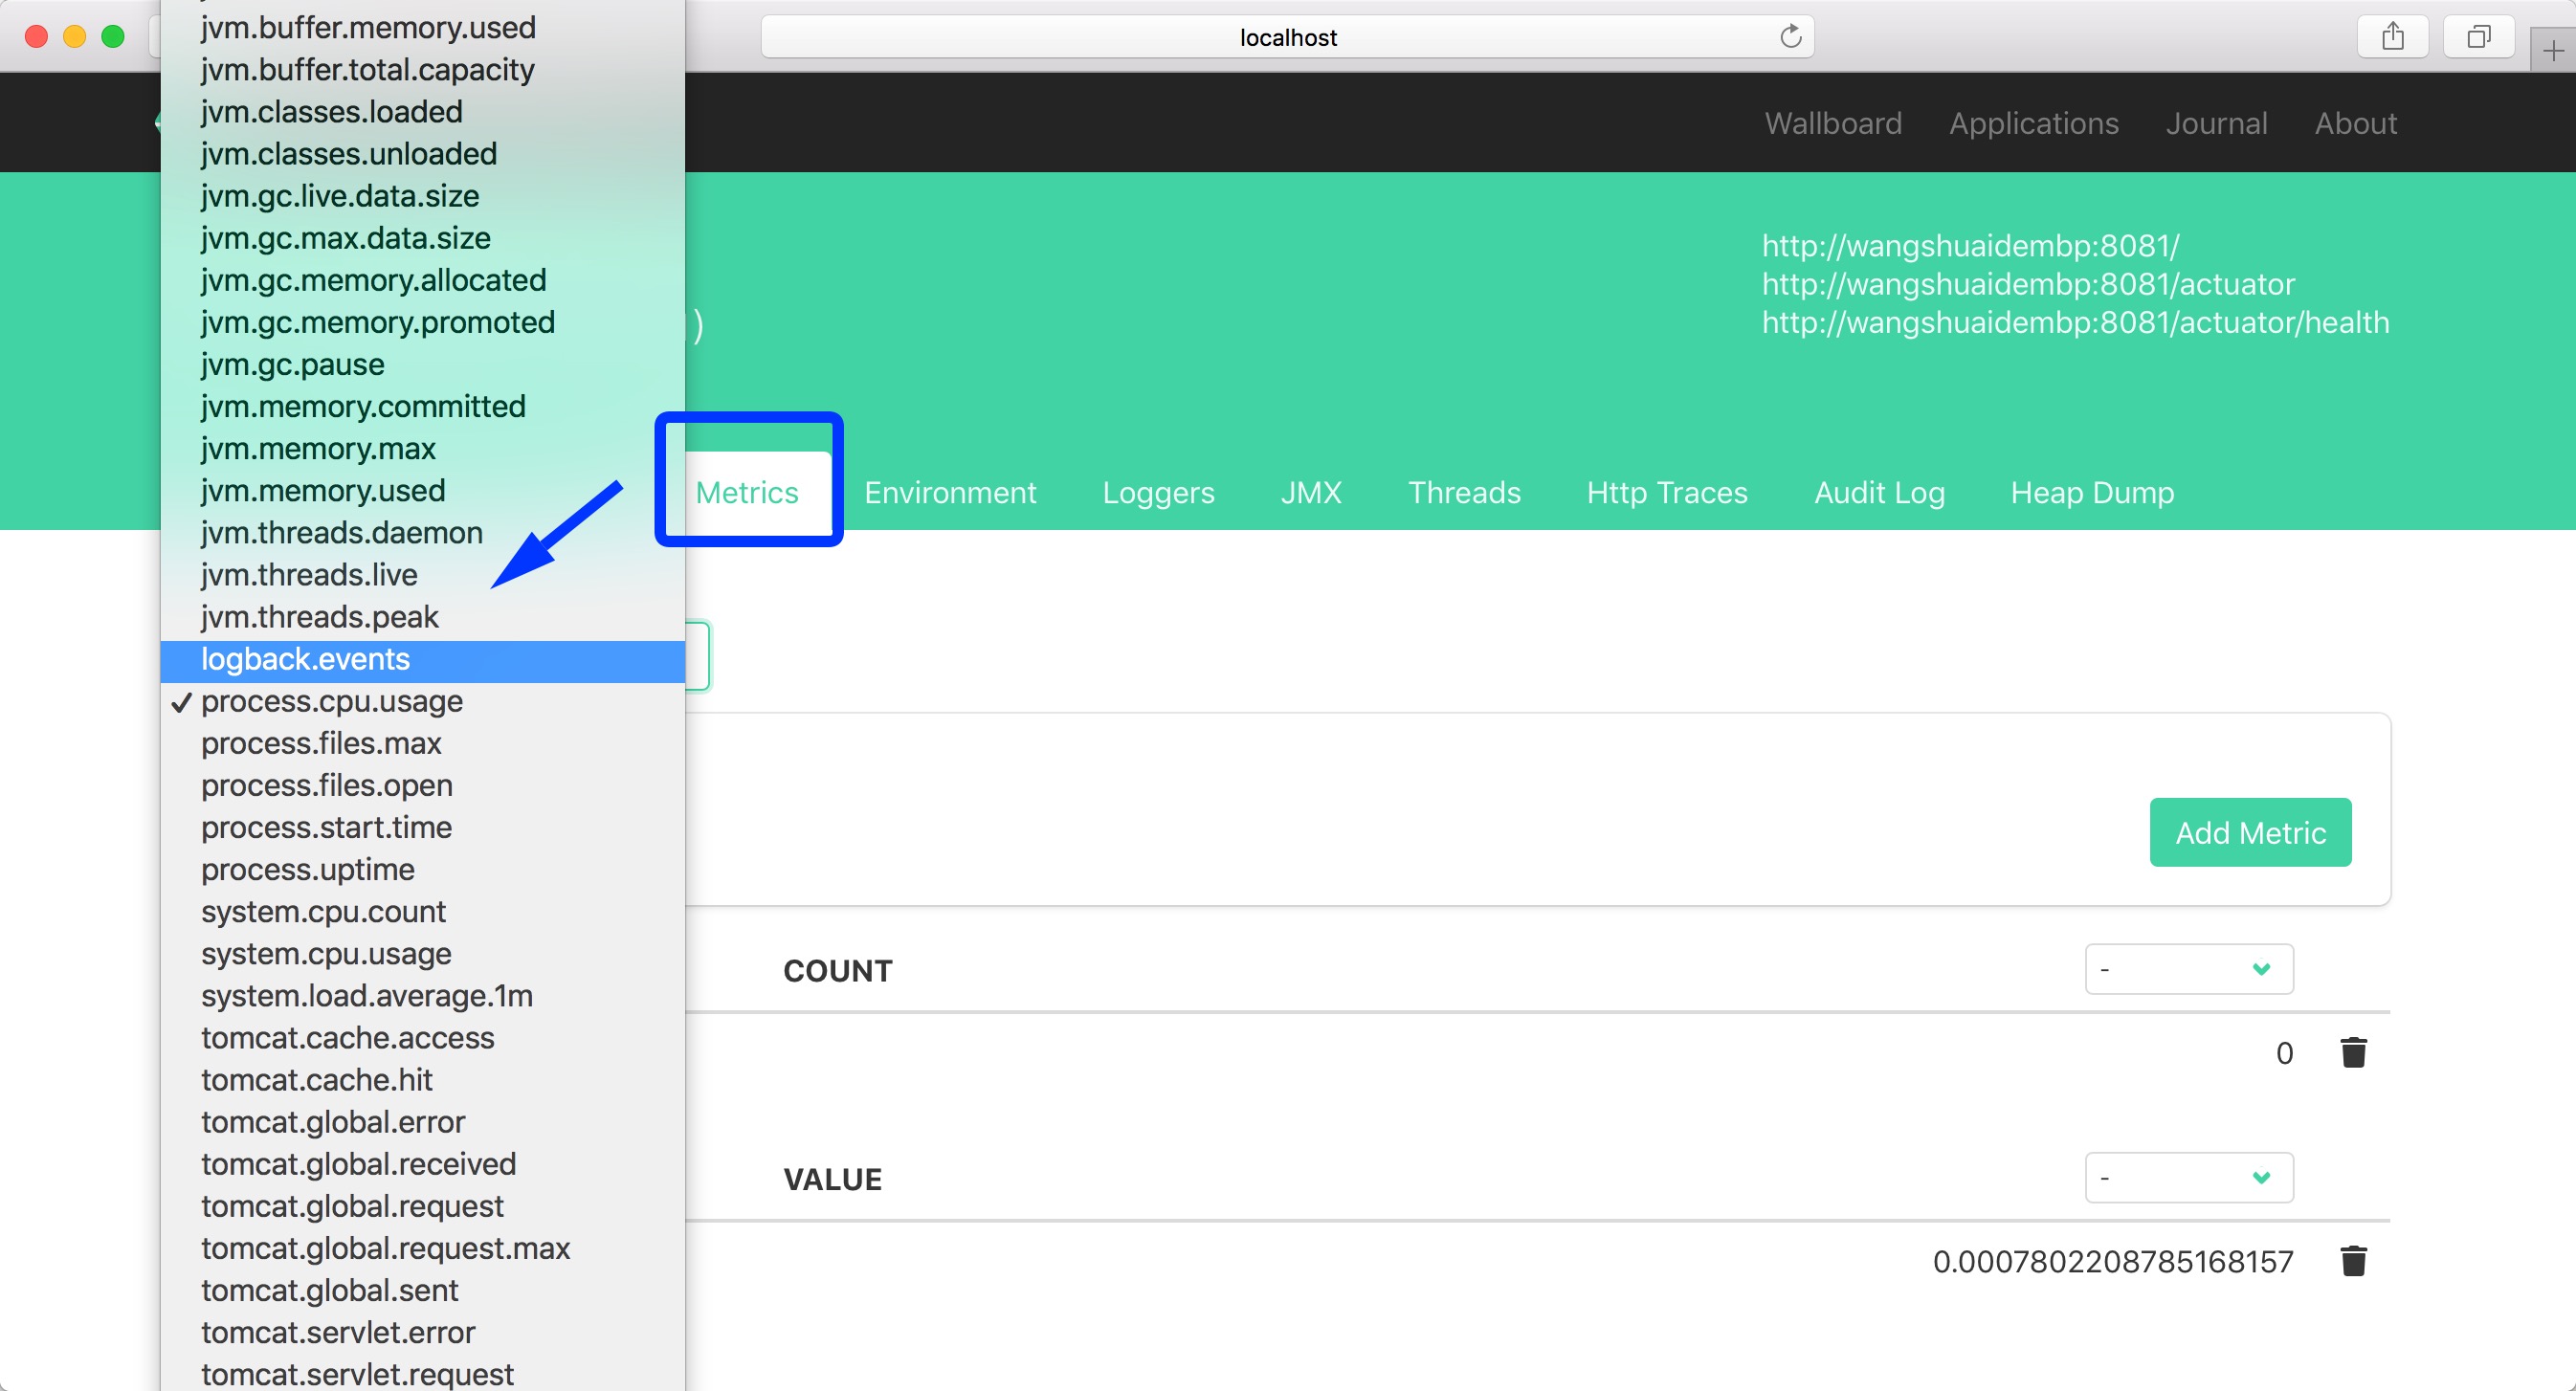 localhost
Wallboard Applications Journal About
http://wangshuaidembp:8081/
http://wangshuaidembp:8081/actuator
http://wangshuaidembp:8081/actuator/health
)
Metrics Environment Loggers JMX Threads Http Traces Audit Log Heap Dump
jvm.buffer.memory.used
jvm.buffer.total.capacity
jvm.classes.loaded
jvm.classes.unloaded
jvm.gc.live.data.size
jvm.gc.max.data.size
jvm.gc.memory.allocated
jvm.gc.memory.promoted
jvm.gc.pause
jvm.memory.committed
jvm.memory.max
jvm.memory.used
jvm.threads.daemon
jvm.threads.live
jvm.threads.peak
logback.events
✓ process.cpu.usage
process.files.max
process.files.open
process.start.time
process.uptime
system.cpu.count
system.cpu.usage
system.load.average.1m
tomcat.cache.access
tomcat.cache.hit
tomcat.global.error
tomcat.global.received
tomcat.global.request
tomcat.global.request.max
tomcat.global.sent
tomcat.servlet.error
tomcat.servlet.request
Add Metric
COUNT -
0
VALUE -
0.0007802208785168157